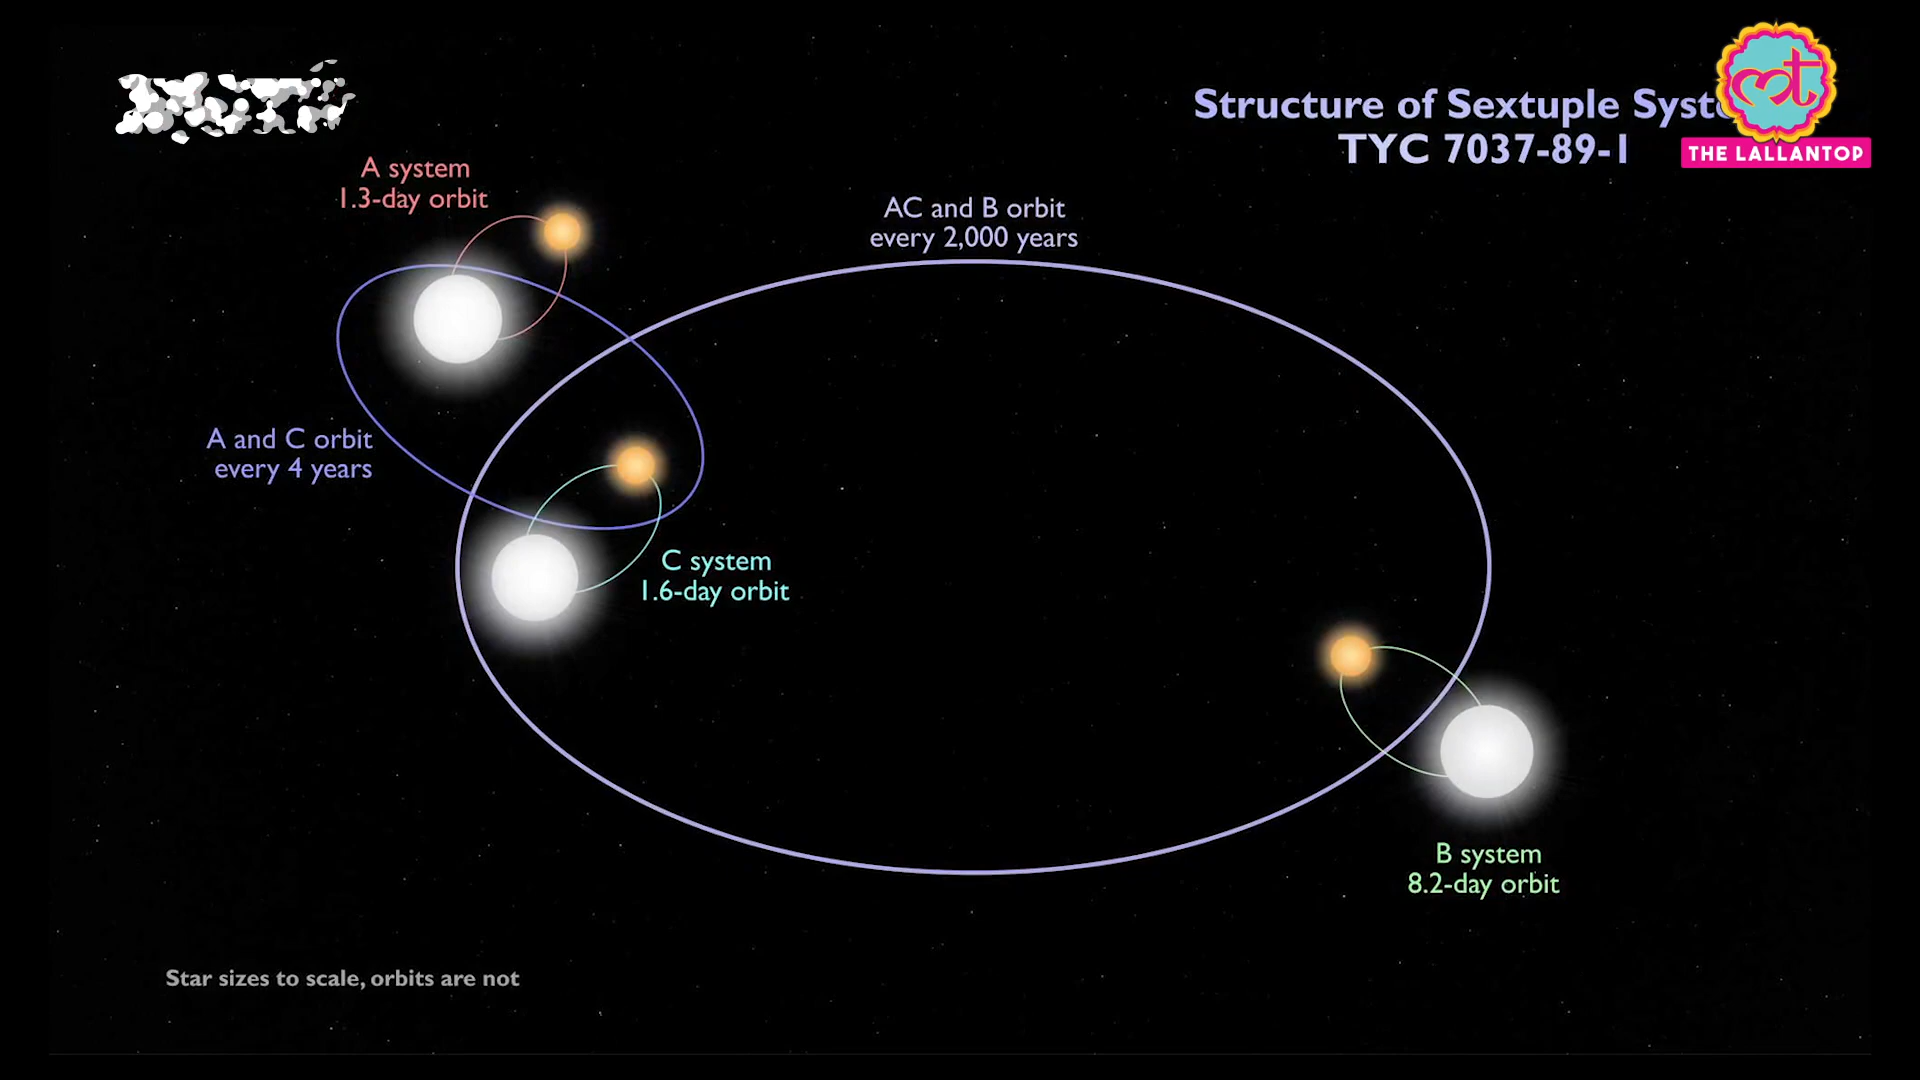 Structure of Sextuple Syst
TYC 7037-89-1
THE LALLANTOP
A system
1.3-day orbit
AC and B orbit
every 2,000 years
A and C orbit
every 4 years
C system
1.6-day orbit
B system
8.2-day orbit
Star sizes to scale, orbits are not